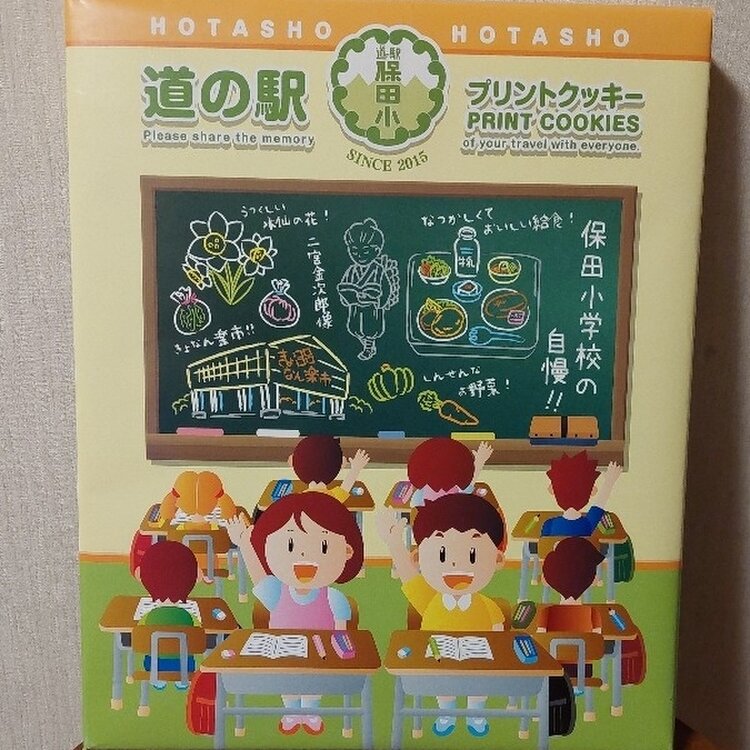 HOTASHO
HOTASHO
道の駅
Please share the memory
道の駅
保田小
SINCE 2015
プリントクッキー
PRINT COOKIES
of your travel with everyone.
うつくしい
水仙の花!
二宮金次郎像
なつかしくて
おいしい給食!
牛乳
保田小学校の
自慢!!
きょなん楽市!!
なん楽市
しんせんな
お野菜!